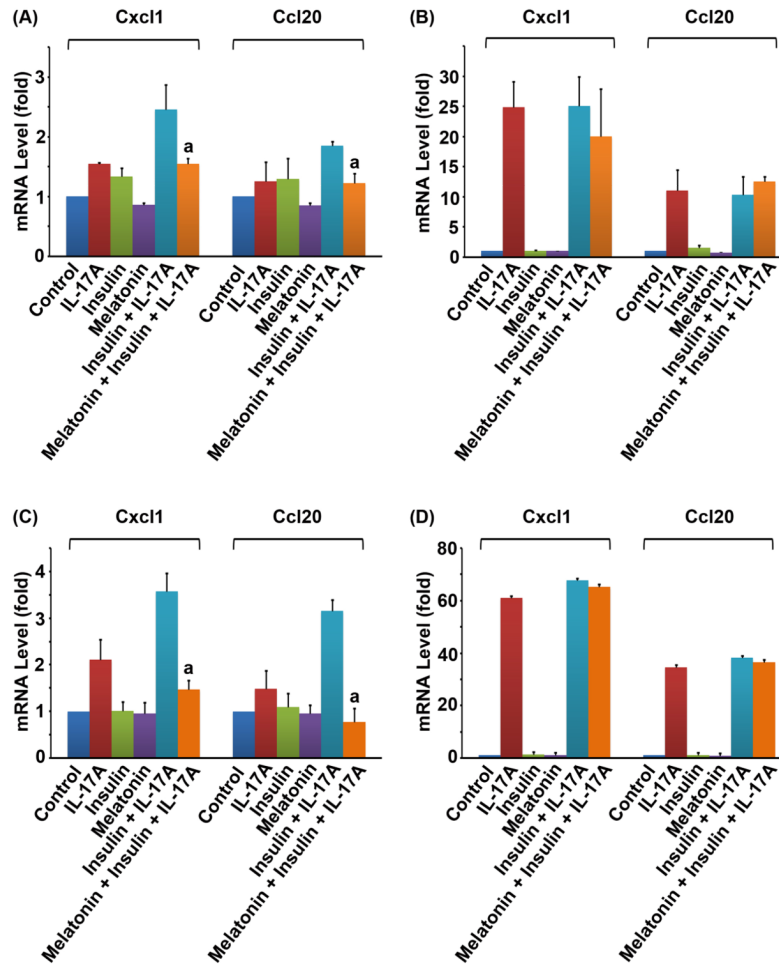 (A)
Cxcl1
Ccl20
mRNA Level (fold)
3
2
1
0
Control
IL-17A
Insulin
Melatonin
Insulin + IL-17A
Melatonin + Insulin + IL-17A
a
Control
IL-17A
Insulin
Melatonin
Insulin + IL-17A
Melatonin + Insulin + IL-17A
a
(B)
Cxcl1
Ccl20
mRNA Level (fold)
30
25
20
15
10
5
0
Control
IL-17A
Insulin
Melatonin
Insulin + IL-17A
Melatonin + Insulin + IL-17A
Control
IL-17A
Insulin
Melatonin
Insulin + IL-17A
Melatonin + Insulin + IL-17A
(C)
Cxcl1
Ccl20
mRNA Level (fold)
4
3
2
1
0
Control
IL-17A
Insulin
Melatonin
Insulin + IL-17A
Melatonin + Insulin + IL-17A
a
Control
IL-17A
Insulin
Melatonin
Insulin + IL-17A
Melatonin + Insulin + IL-17A
a
(D)
Cxcl1
Ccl20
mRNA Level (fold)
80
60
40
20
0
Control
IL-17A
Insulin
Melatonin
Insulin + IL-17A
Melatonin + Insulin + IL-17A
Control
IL-17A
Insulin
Melatonin
Insulin + IL-17A
Melatonin + Insulin + IL-17A